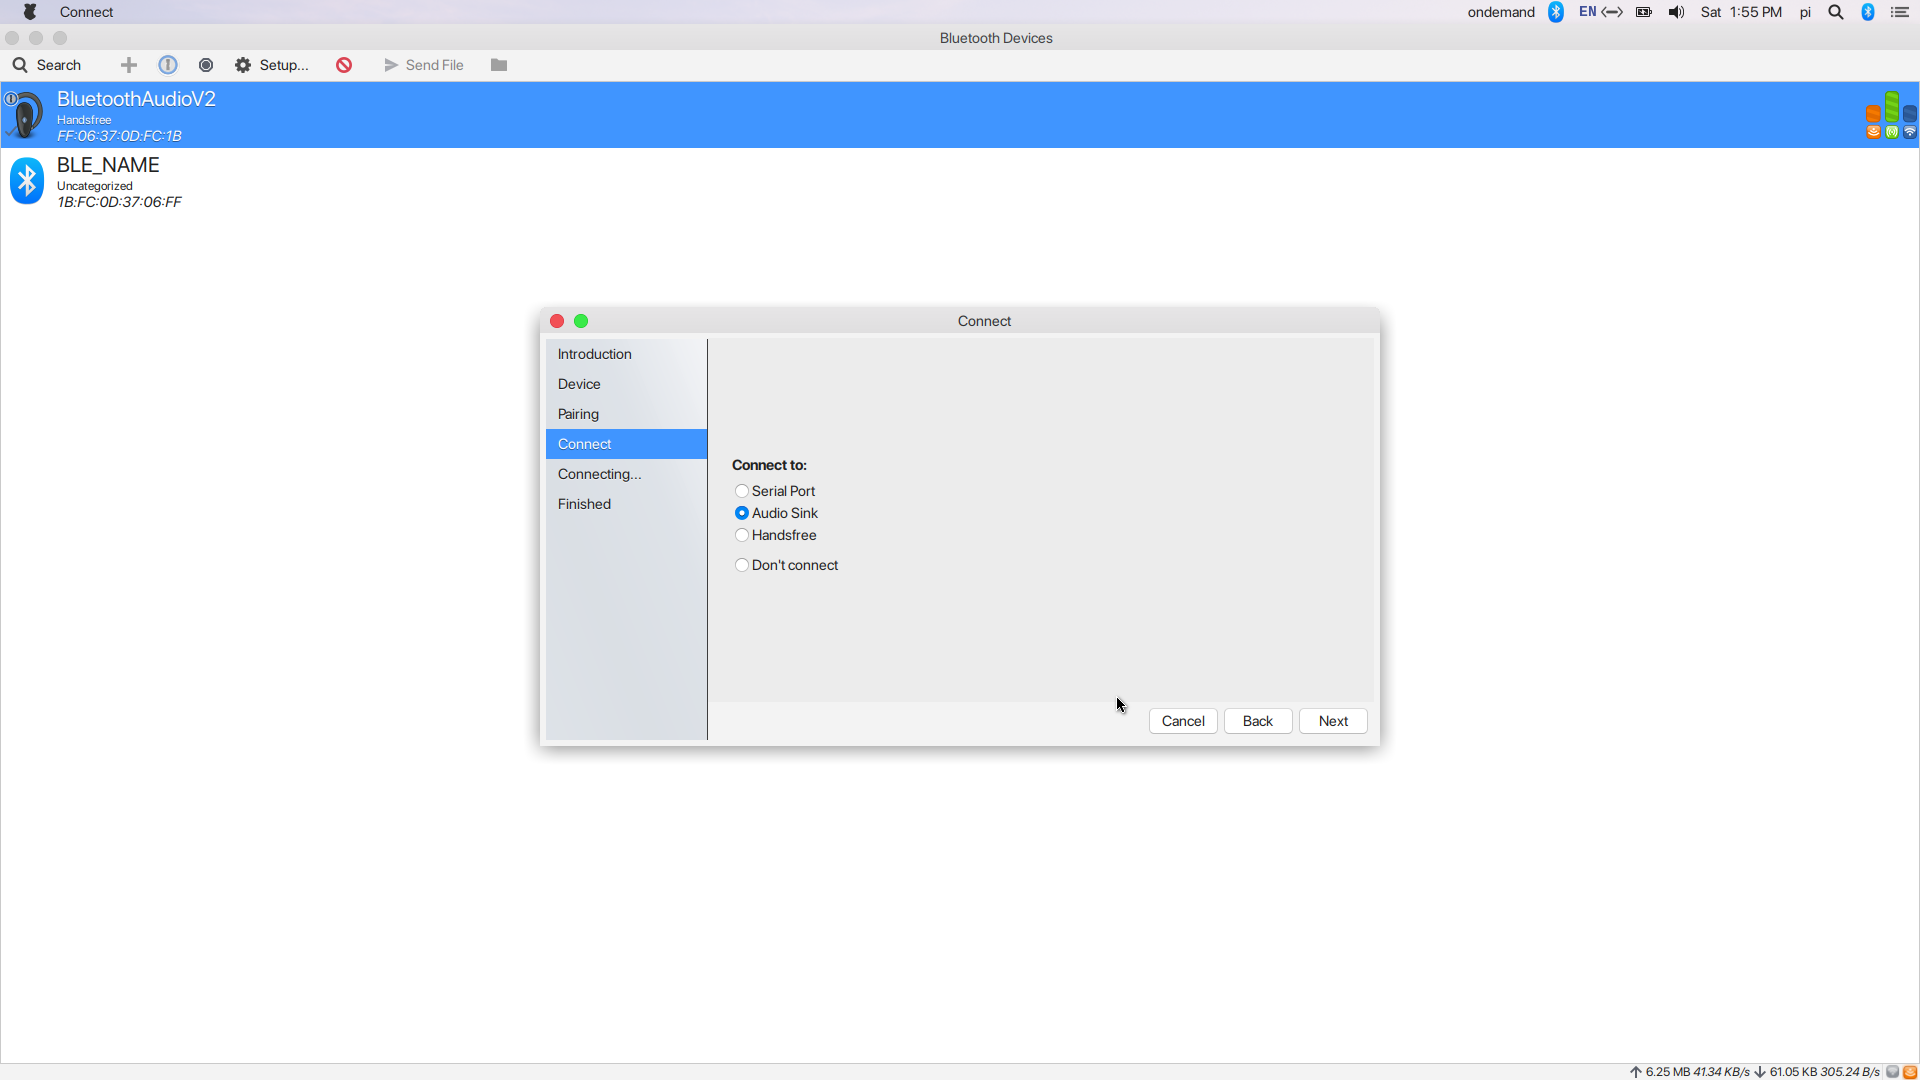 Connect
ondemand EN Sat 1:55 PM pi
Bluetooth Devices
Search Setup... Send File
BluetoothAudioV2
Handsfree
FF:06:37:0D:FC:1B
BLE_NAME
Uncategorized
1B:FC:0D:37:06:FF
Connect
Introduction
Device
Pairing
Connect
Connecting...
Finished
Connect to:
Serial Port
Audio Sink
Handsfree
Don't connect
Cancel Back Next
6.25 MB 41.34 KB/s 61.05 KB 305.24 B/s